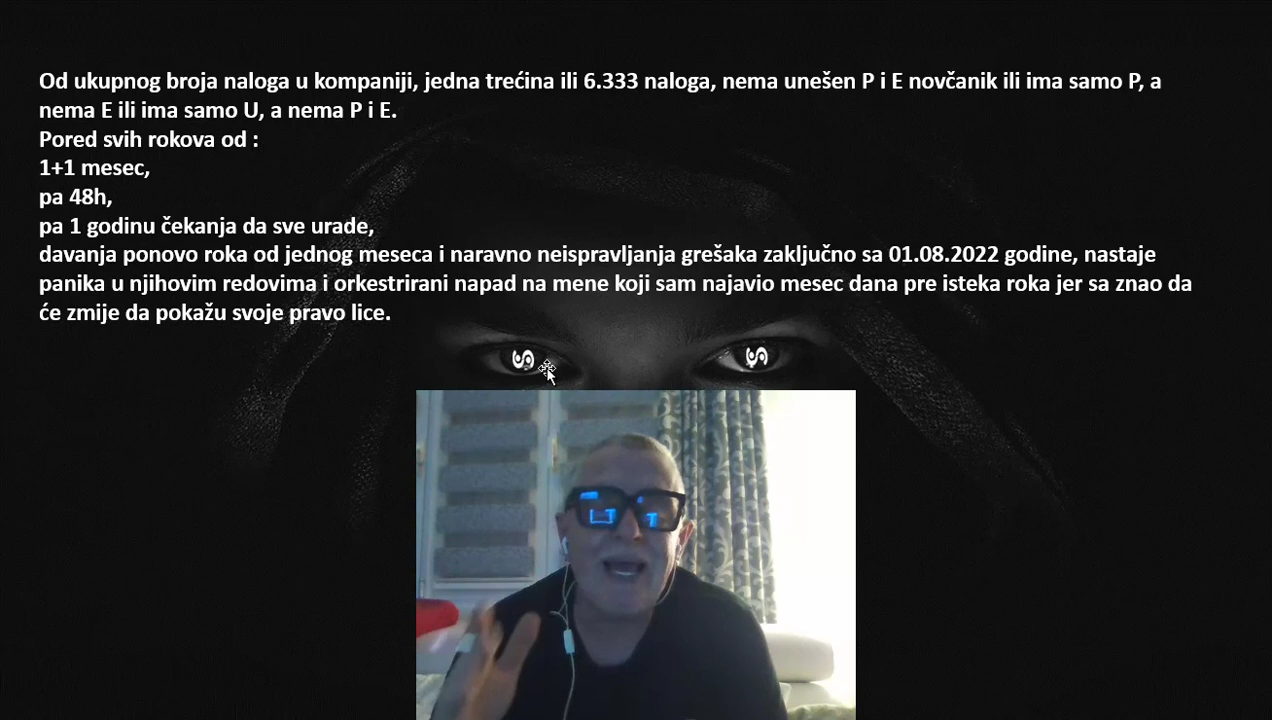 Od ukupnog broja naloga u kompaniji, jedna trećina ili 6.333 naloga, nema unešen P i E novčanik ili ima samo P, a
nema E ili ima samo U, a nema P i E.
Pored svih rokova od :
1+1 mesec,
pa 48h,
pa 1 godinu čekanja da sve urade,
davanja ponovo roka od jednog meseca i naravno neispravljanja grešaka zaključno sa 01.08.2022 godine, nastaje
panika u njihovim redovima i orkestrirani napad na mene koji sam najavio mesec dana pre isteka roka jer sa znao da
će zmije da pokažu svoje pravo lice.